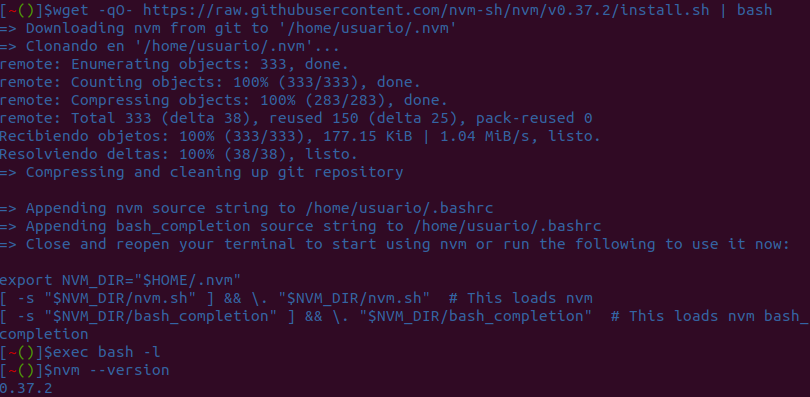 [~()]$wget -qO- https://raw.githubusercontent.com/nvm-sh/nvm/v0.37.2/install.sh | bash
=> Downloading nvm from git to '/home/usuario/.nvm'
=> Clonando en '/home/usuario/.nvm'...
remote: Enumerating objects: 333, done.
remote: Counting objects: 100% (333/333), done.
remote: Compressing objects: 100% (283/283), done.
remote: Total 333 (delta 38), reused 150 (delta 25), pack-reused 0
Recibiendo objetos: 100% (333/333), 177.15 KiB | 1.04 MiB/s, listo.
Resolviendo deltas: 100% (38/38), listo.
=> Compressing and cleaning up git repository
=> Appending nvm source string to /home/usuario/.bashrc
=> Appending bash_completion source string to /home/usuario/.bashrc
=> Close and reopen your terminal to start using nvm or run the following to use it now:
export NVM_DIR="$HOME/.nvm"
[ -s "$NVM_DIR/nvm.sh" ] && \. "$NVM_DIR/nvm.sh"  # This loads nvm
[ -s "$NVM_DIR/bash_completion" ] && \. "$NVM_DIR/bash_completion"  # This loads nvm bash_
completion
[~()]$exec bash -l
[~()]$nvm --version
0.37.2